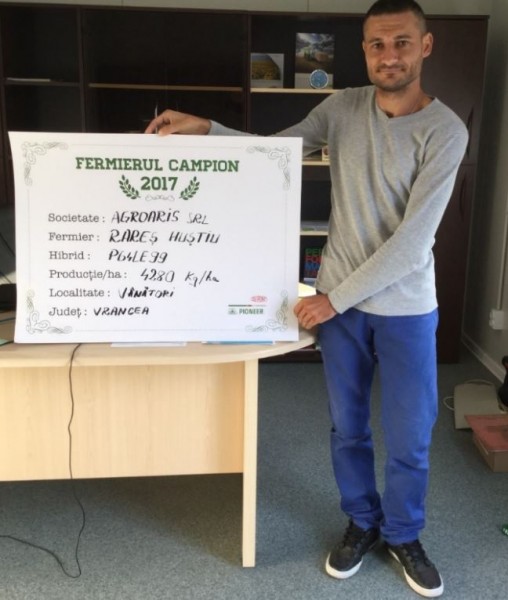 FERMIERUL CAMPION
2017
Societate : AGROARIS SRL
Fermier : RAREȘ HUȘTIU
Hibrid : P64LE99
Producție/ha : 4280 Kg/ha
Localitate : VÂNĂTORI
Județ : VRANCEA
PIONEER